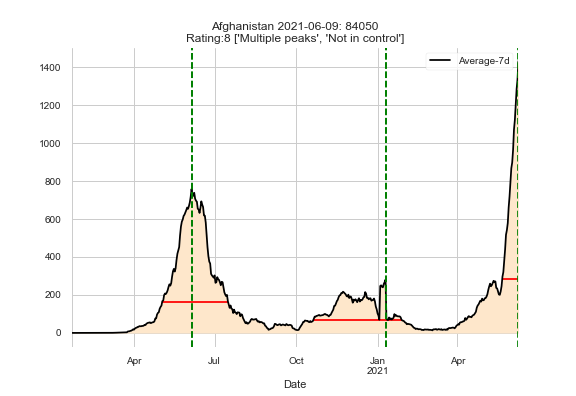 Afghanistan 2021-06-09: 84050
Rating:8 ['Multiple peaks', 'Not in control']
Average-7d
1400
1200
1000
800
600
400
200
0
Apr Jul Oct Jan Apr
2021
Date